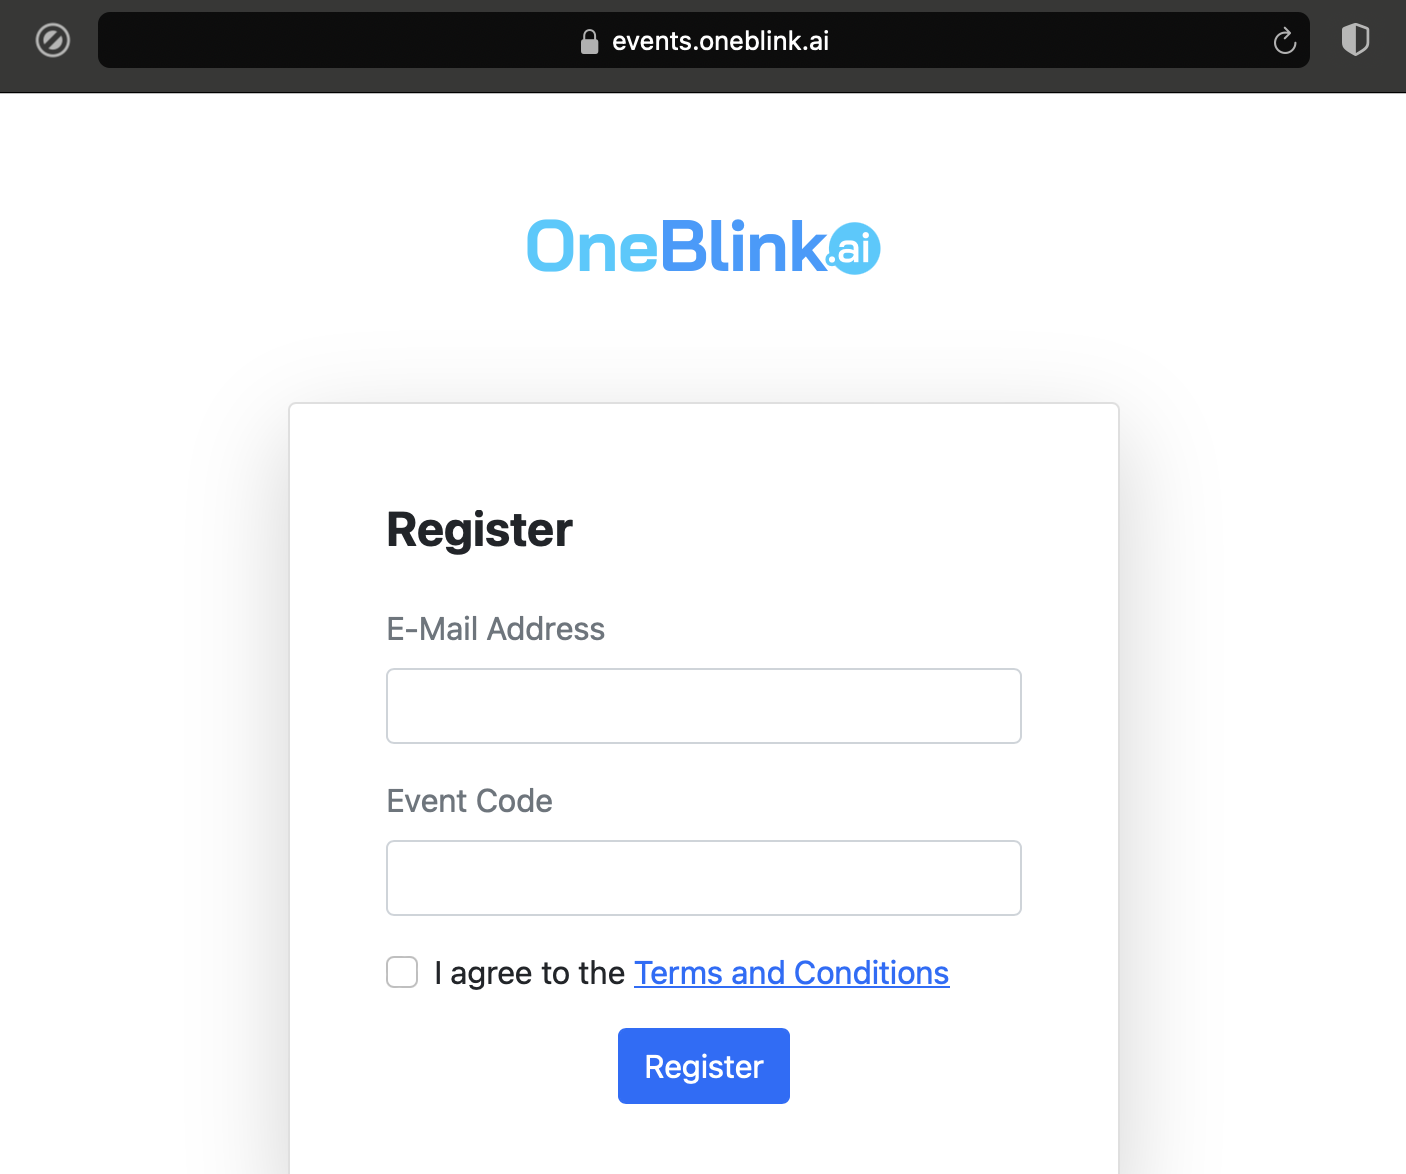 events.oneblink.ai
OneBlink.ai
Register
E-Mail Address
Event Code
I agree to the Terms and Conditions
Register